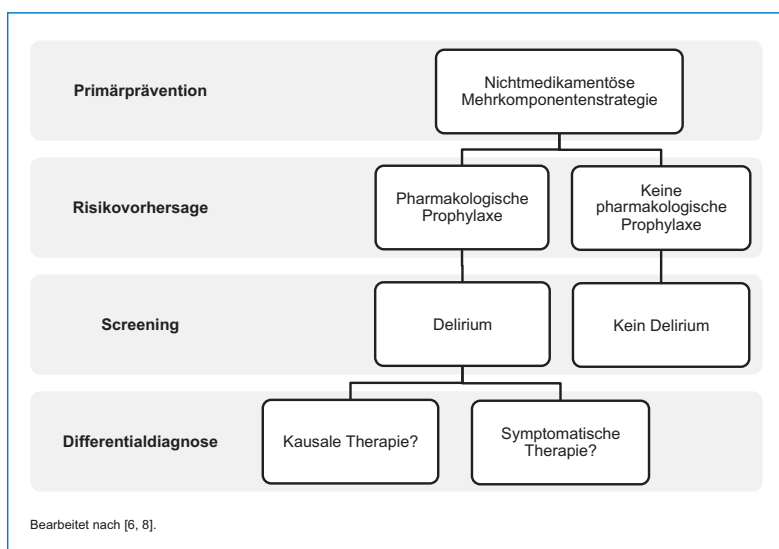 Primärprävention
Nichtmedikamentöse
Mehrkomponentenstrategie
Risikovorhersage
Pharmakologische
Prophylaxe
Keine
pharmakologische
Prophylaxe
Screening
Delirium
Kein Delirium
Differentialdiagnose
Kausale Therapie?
Symptomatische
Therapie?
Bearbeitet nach [6, 8].